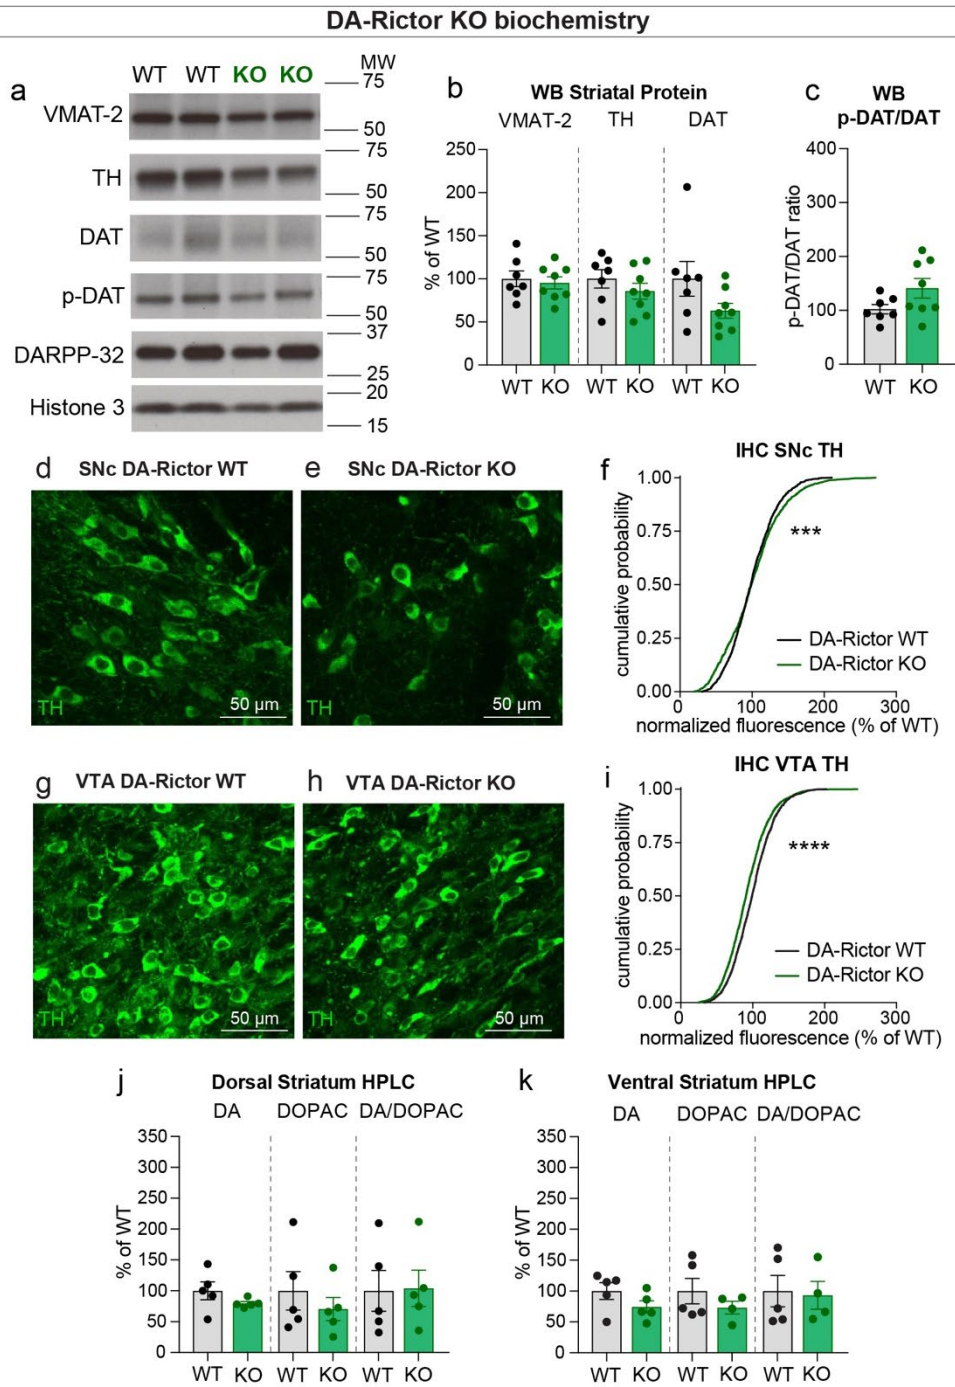 DA-Rictor KO biochemistry
a
WT WT KO KO
MW
VMAT-2
75
50
TH
75
50
DAT
75
50
p-DAT
75
50
DARPP-32
37
25
Histone 3
20
15
b
WB Striatal Protein
VMAT-2 TH DAT
% of WT
250
200
150
100
50
0
WT KO WT KO WT KO
c
WB
p-DAT/DAT
p-DAT/DAT ratio
400
300
200
100
0
WT KO
d SNc DA-Rictor WT
TH
50 µm
e SNc DA-Rictor KO
TH
50 µm
f
IHC SNc TH
cumulative probability
1.00
0.75
0.50
0.25
0.00
***
DA-Rictor WT
DA-Rictor KO
0 100 200 300
normalized fluorescence (% of WT)
g VTA DA-Rictor WT
TH
50 µm
h VTA DA-Rictor KO
TH
50 µm
i
IHC VTA TH
cumulative probability
1.00
0.75
0.50
0.25
0.00
****
DA-Rictor WT
DA-Rictor KO
0 100 200 300
normalized fluorescence (% of WT)
j
Dorsal Striatum HPLC
DA DOPAC DA/DOPAC
% of WT
350
300
250
200
150
100
50
0
WT KO WT KO WT KO
k
Ventral Striatum HPLC
DA DOPAC DA/DOPAC
% of WT
350
300
250
200
150
100
50
0
WT KO WT KO WT KO